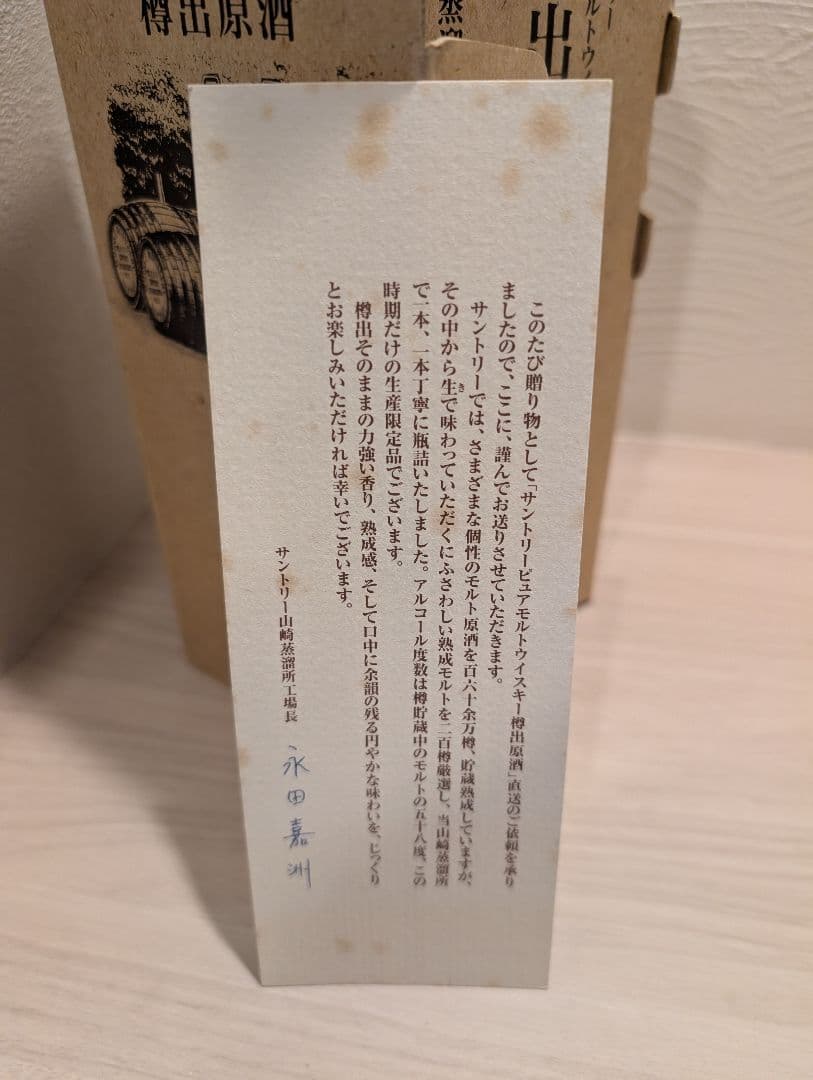 樽出原酒
このたび贈り物として「サントリーピュアモルトウイスキー樽出原酒」直送のご依頼を承り
ましたので、ここに、謹んでお送りさせていただきます。
サントリーでは、さまざまな個性のモルト原酒を百六十余万樽、貯蔵熟成していますが、
その中から生きで味わっていただくにふさわしい熟成モルトを二百樽厳選し、当山崎蒸溜所
で一本、一本丁寧に瓶詰いたしました。アルコール度数は樽貯蔵中のモルトの五十八度、この
時期だけの生産限定品でございます。
樽出そのままの力強い香り、熟成感、そして口中に余韻の残る円やかな味わいを、じっくり
とお楽しみいただければ幸いでございます。
サントリー山崎蒸溜所工場長 永田嘉洲